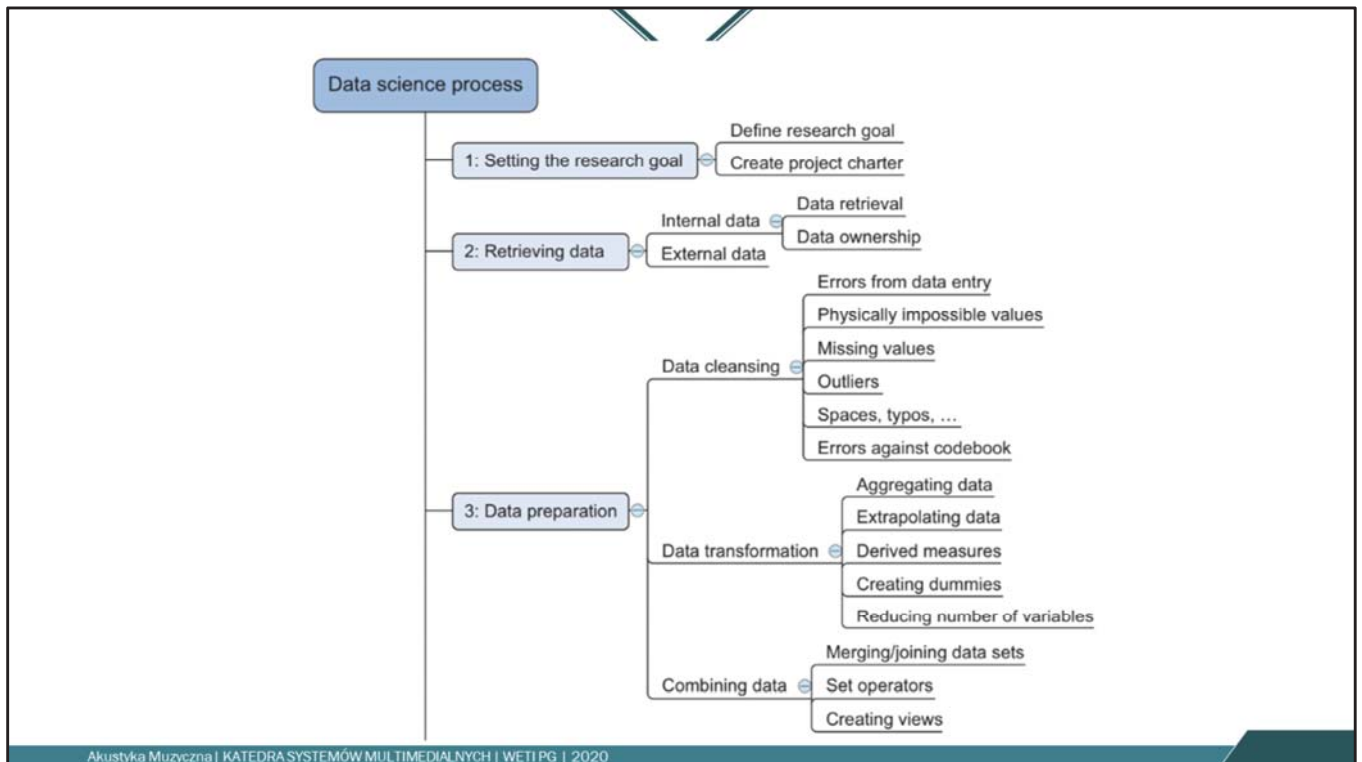 Data science process
1: Setting the research goal
Define research goal
Create project charter
2: Retrieving data
Internal data
Data retrieval
Data ownership
External data
3: Data preparation
Data cleansing
Errors from data entry
Physically impossible values
Missing values
Outliers
Spaces, typos, …
Errors against codebook
Data transformation
Aggregating data
Extrapolating data
Derived measures
Creating dummies
Reducing number of variables
Combining data
Merging/joining data sets
Set operators
Creating views
Akustyka Muzyczna | KATEDRA SYSTEMÓW MULTIMEDIALNYCH | WETI PG | 2020